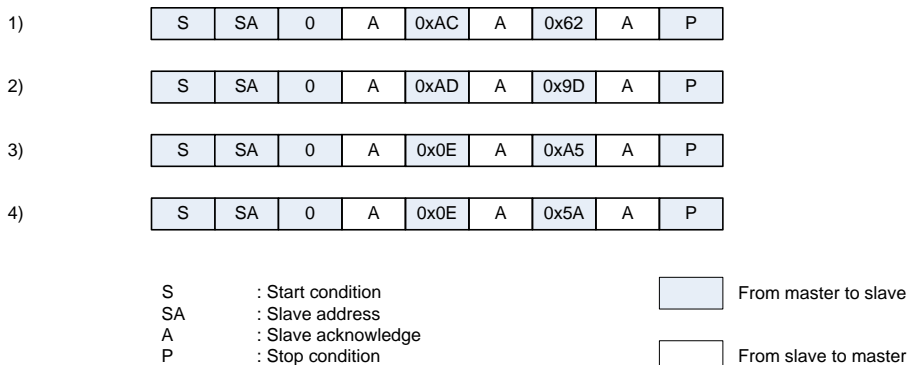 1) S SA 0 A 0xAC A 0x62 A P
2) S SA 0 A 0xAD A 0x9D A P
3) S SA 0 A 0x0E A 0xA5 A P
4) S SA 0 A 0x0E A 0x5A A P
S : Start condition
SA : Slave address
A : Slave acknowledge
P : Stop condition
From master to slave
From slave to master